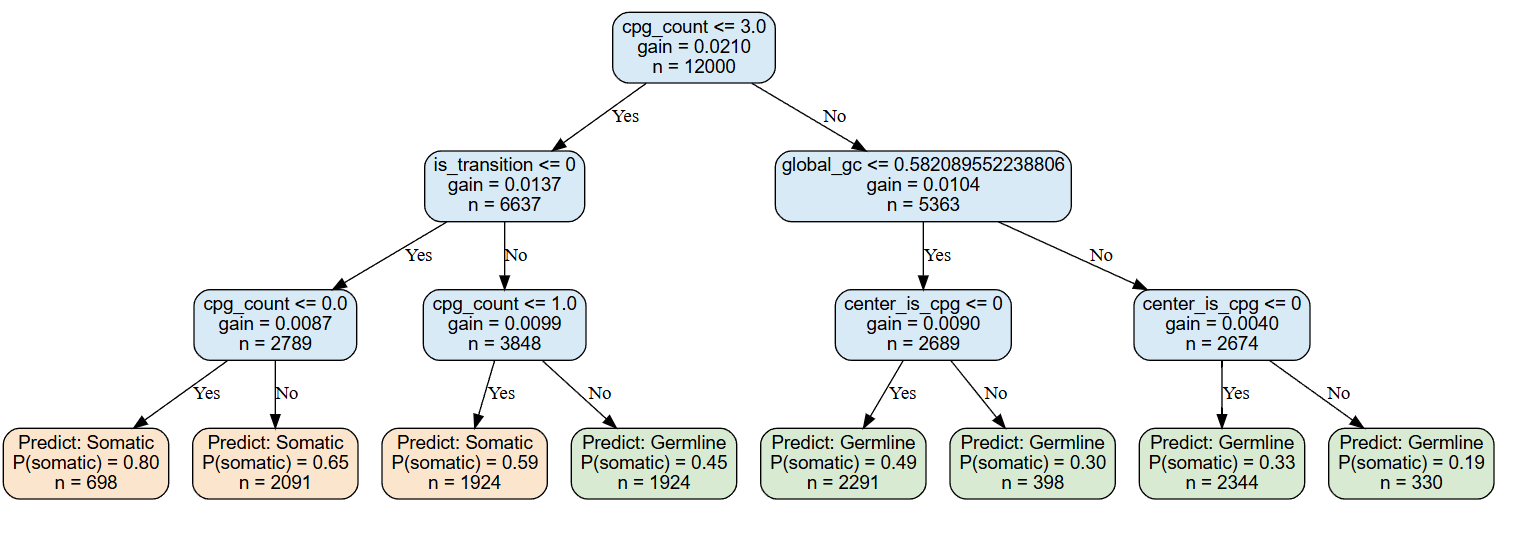 cpg_count <= 3.0
gain = 0.0210
n = 12000
Yes
No
is_transition <= 0
gain = 0.0137
n = 6637
global_gc <= 0.582089552238806
gain = 0.0104
n = 5363
Yes
No
Yes
No
cpg_count <= 0.0
gain = 0.0087
n = 2789
cpg_count <= 1.0
gain = 0.0099
n = 3848
center_is_cpg <= 0
gain = 0.0090
n = 2689
center_is_cpg <= 0
gain = 0.0040
n = 2674
Yes
No
Yes
No
Yes
No
Yes
No
Predict: Somatic
P(somatic) = 0.80
n = 698
Predict: Somatic
P(somatic) = 0.65
n = 2091
Predict: Somatic
P(somatic) = 0.59
n = 1924
Predict: Germline
P(somatic) = 0.45
n = 1924
Predict: Germline
P(somatic) = 0.49
n = 2291
Predict: Germline
P(somatic) = 0.30
n = 398
Predict: Germline
P(somatic) = 0.33
n = 2344
Predict: Germline
P(somatic) = 0.19
n = 330